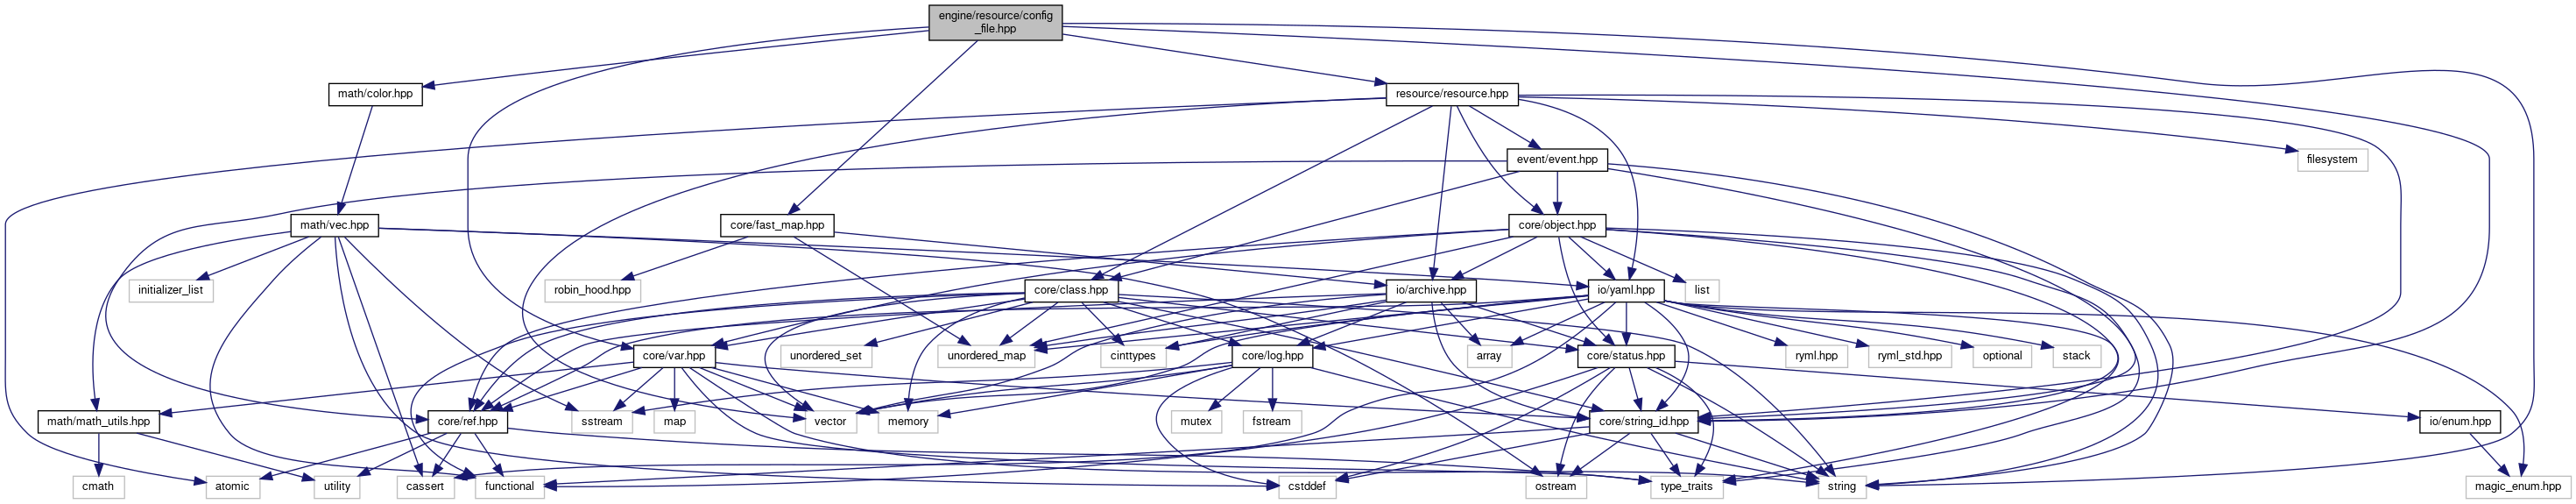 engine/resource/config
_file.hpp
math/color.hpp
resource/resource.hpp
event/event.hpp
filesystem
math/vec.hpp
core/fast_map.hpp
core/object.hpp
initializer_list
robin_hood.hpp
core/class.hpp
io/archive.hpp
io/yaml.hpp
list
core/var.hpp
unordered_set
unordered_map
cinttypes
core/log.hpp
array
core/status.hpp
ryml.hpp
ryml_std.hpp
optional
stack
math/math_utils.hpp
core/ref.hpp
sstream
map
vector
memory
mutex
fstream
core/string_id.hpp
io/enum.hpp
cmath
atomic
utility
cassert
functional
cstddef
ostream
type_traits
string
magic_enum.hpp